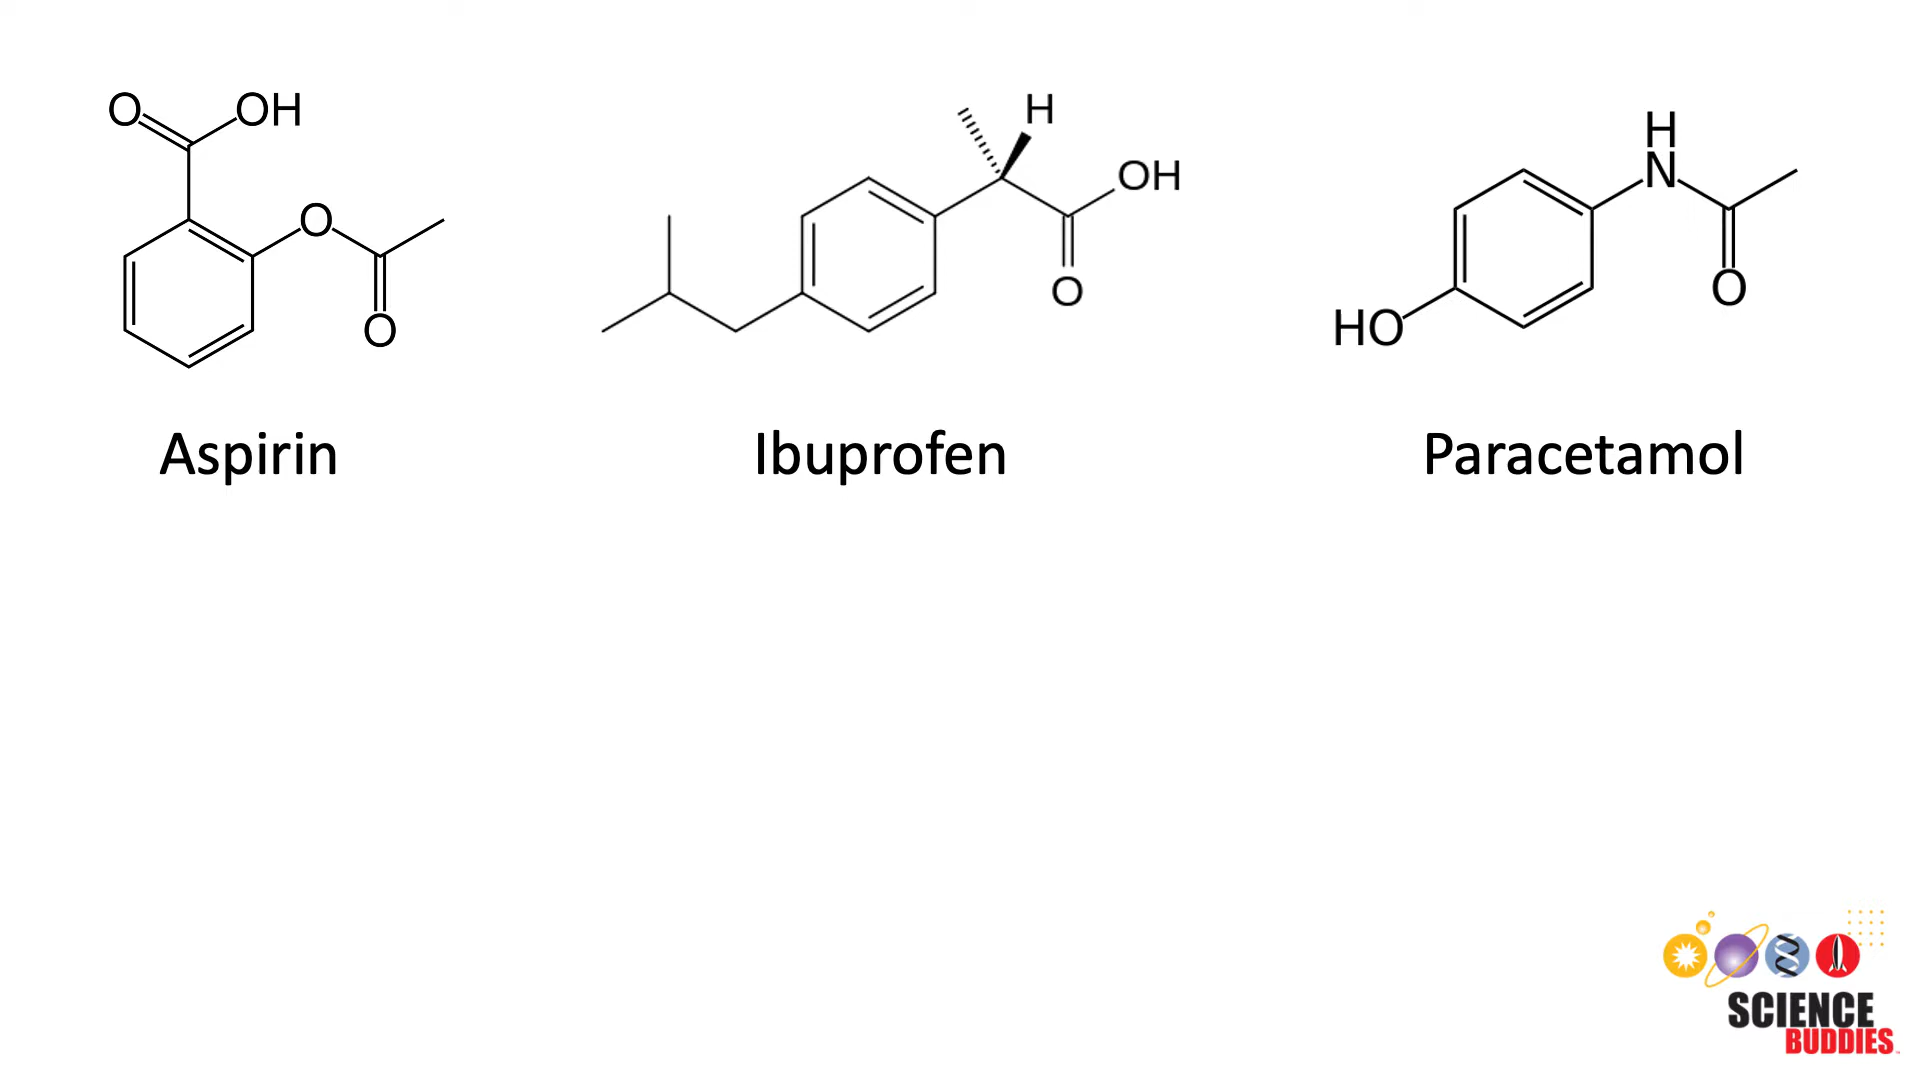 O OH
O
O
H
OH
O
H
N
O
HO
Aspirin
Ibuprofen
Paracetamol
SCIENCE
BUDDIES